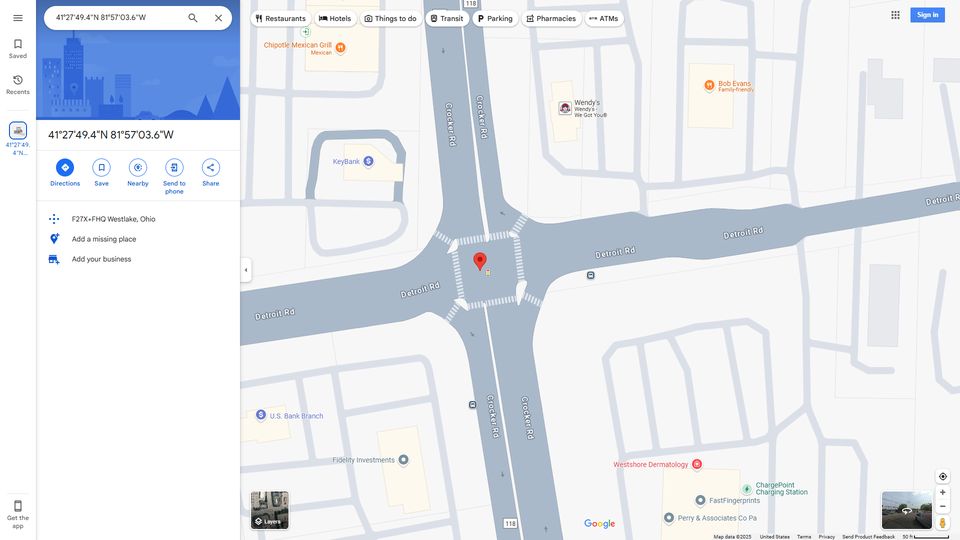 41°27'49.4"N 81°57'03.6"W
Restaurants
Hotels
Things to do
Transit
Parking
Pharmacies
ATMs
Sign in
Saved
Recents
41°27'49.
4"N...
41°27'49.4"N 81°57'03.6"W
Directions
Save
Nearby
Send to
phone
Share
F27X+FHQ Westlake, Ohio
Add a missing place
Add your business
Get the
app
118
Chipotle Mexican Grill
Mexican
Crocker Rd
Crocker Rd
Wendy's
Wendy's -
We Got You®
Bob Evans
Family-friendly
KeyBank
Detroit Rd
Detroit Rd
Detroit Rd
Detroit Rd
Detroit Rd
Crocker Rd
Crocker Rd
U.S. Bank Branch
Fidelity Investments
Westshore Dermatology
ChargePoint
Charging Station
FastFingerprints
Perry & Associates Co Pa
118
Layers
Google
Map data ©2025
United States
Terms
Privacy
Send Product Feedback
50 ft